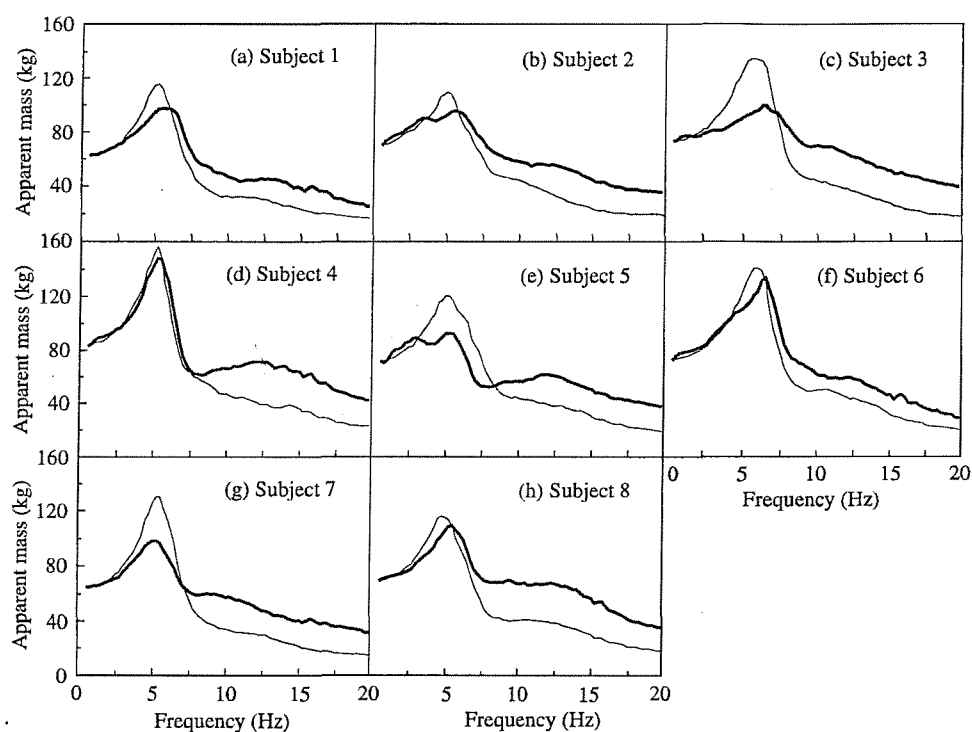 160
120
80
40
160
120
80
40
160
120
80
40
0
Apparent mass (kg)
Apparent mass (kg)
Apparent mass (kg)
(a) Subject 1
(b) Subject 2
(c) Subject 3
(d) Subject 4
(e) Subject 5
(f) Subject 6
0 5 10 15 20
Frequency (Hz)
(g) Subject 7
(h) Subject 8
0 5 10 15 20
0 5 10 15 20
Frequency (Hz)
Frequency (Hz)